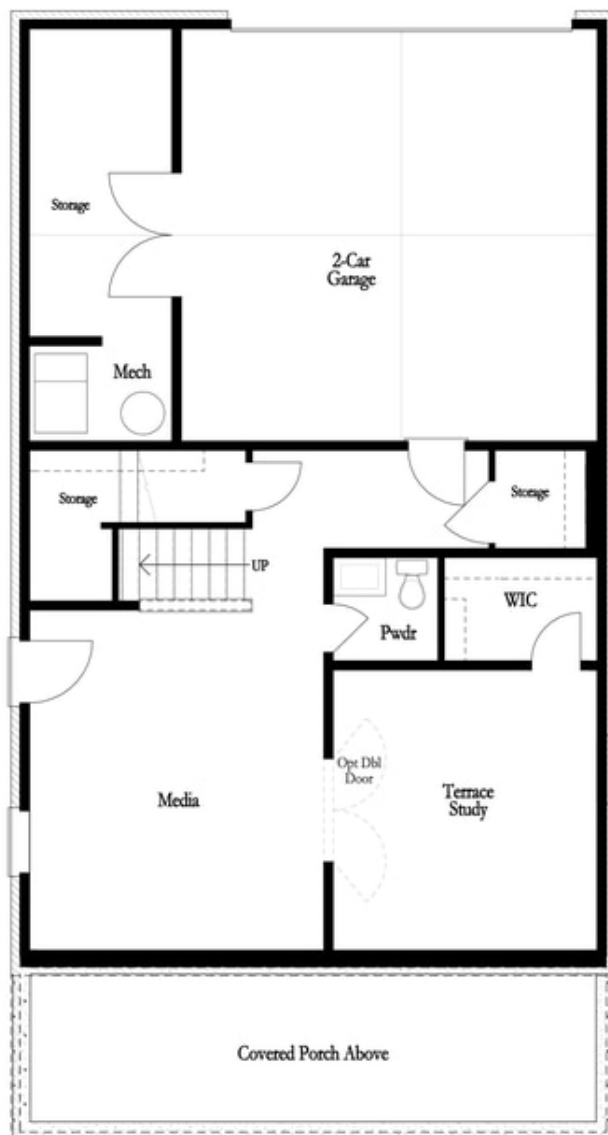 Storage
2-Car
Garage
Mech
Storage
Storage
UP
WIC
Pwdr
Opt Dbl
Door
Media
Terrace
Study
Covered Porch Above